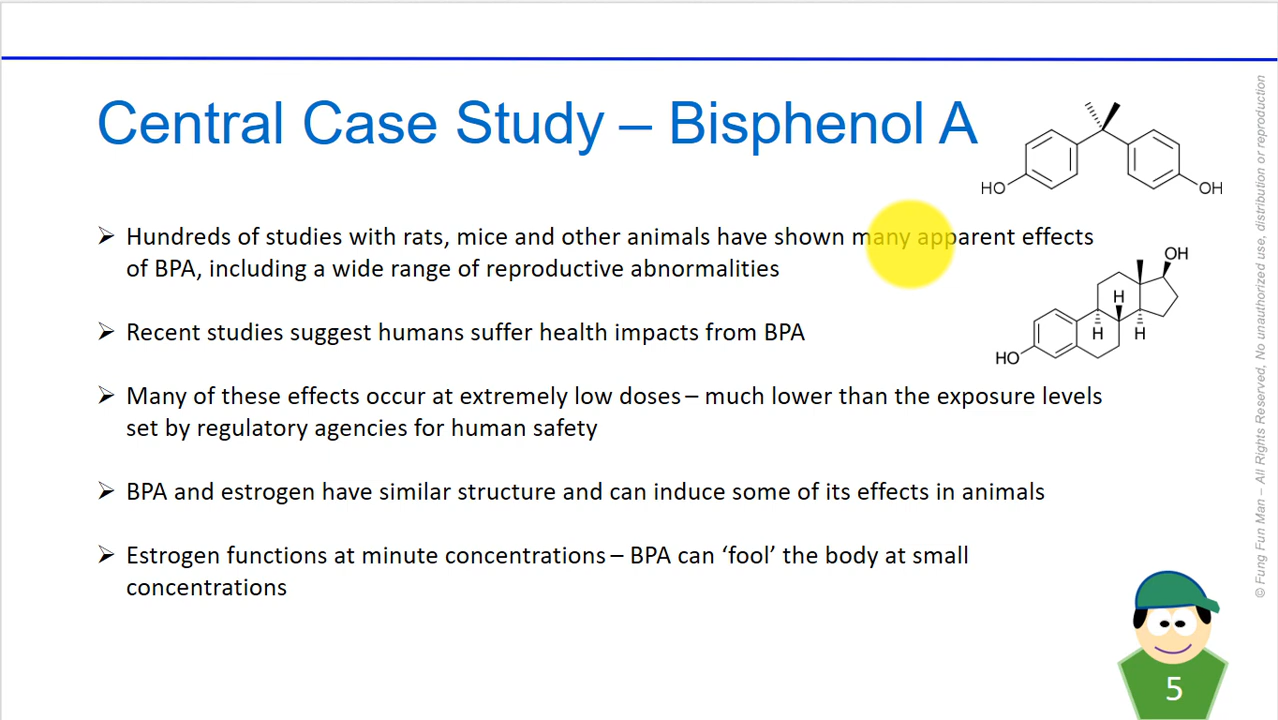 Central Case Study – Bisphenol A
HO
OH
➢ Hundreds of studies with rats, mice and other animals have shown many apparent effects
of BPA, including a wide range of reproductive abnormalities
OH
H
H
H
HO
➢ Recent studies suggest humans suffer health impacts from BPA
➢ Many of these effects occur at extremely low doses – much lower than the exposure levels
set by regulatory agencies for human safety
➢ BPA and estrogen have similar structure and can induce some of its effects in animals
➢ Estrogen functions at minute concentrations – BPA can ‘fool’ the body at small
concentrations
5
© Fung Fun Man – All Rights Reserved, No unauthorized use, distribution or reproduction